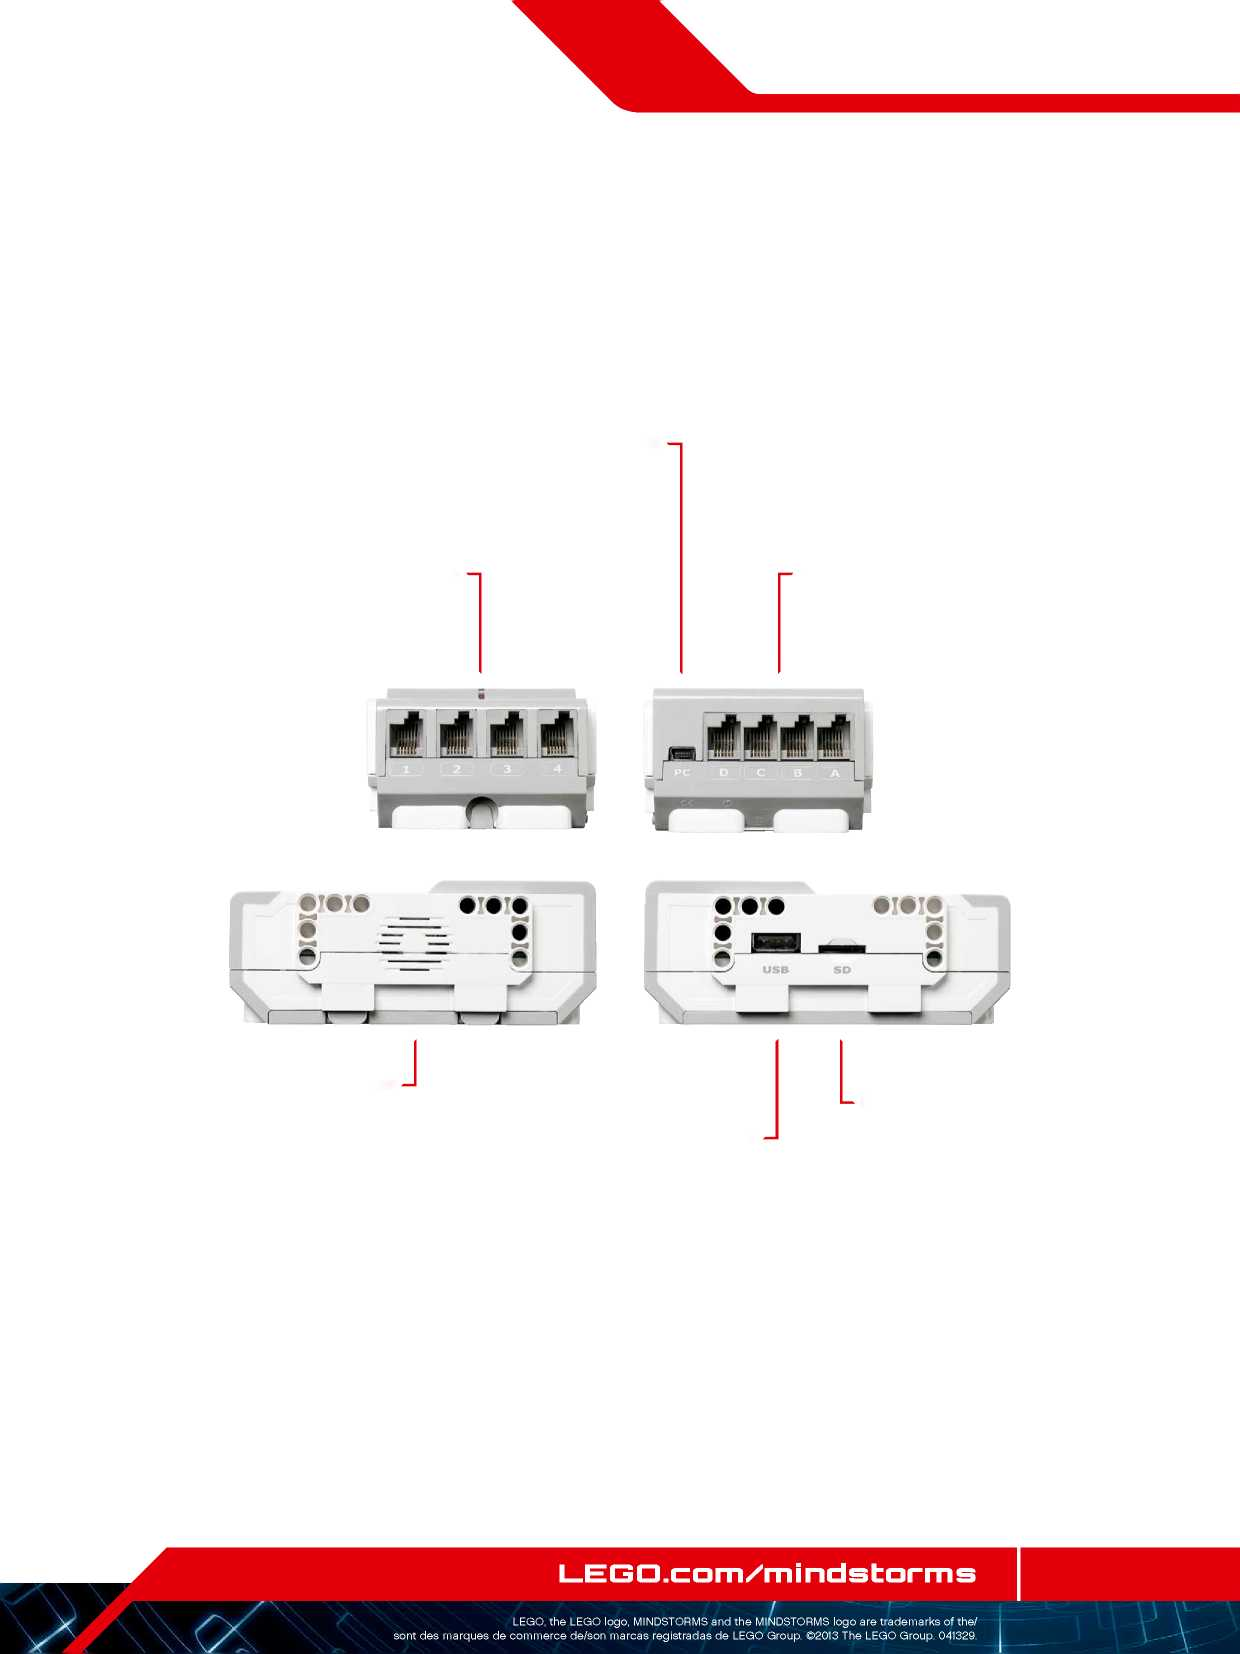 1 2 3 4
PC D C B A
USB SD
LEGO.com/mindstorms
LEGO, the LEGO logo, MINDSTORMS and the MINDSTORMS logo are trademarks of the/
sont des marques de commerce de/son marcas registradas de LEGO Group. ©2013 The LEGO Group. 041329.